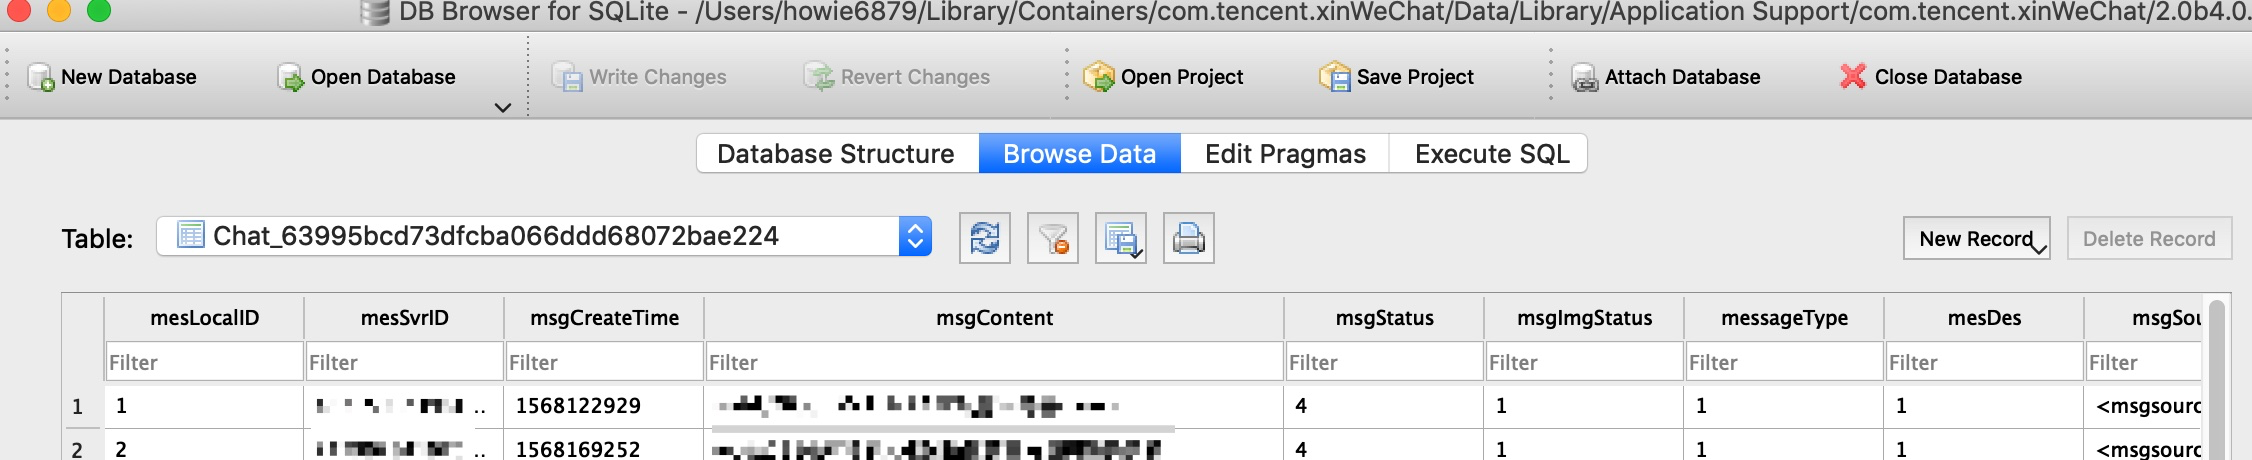 DB Browser for SQLite - /Users/howie6879/Library/Containers/com.tencent.xinWeChat/Data/Library/Application Support/com.tencent.xinWeChat/2.0b4.0.
New Database Open Database Write Changes Revert Changes Open Project Save Project Attach Database Close Database
Database Structure Browse Data Edit Pragmas Execute SQL
Table: Chat_63995bcd73dfcba066ddd68072bae224 New Record Delete Record
mesLocalID mesSvrID msgCreateTime msgContent msgStatus msgImgStatus messageType mesDes msgSou
Filter Filter Filter Filter Filter Filter Filter Filter Filter
1 1 .. 1568122929 4 1 1 1 <msgsourc
2 2 .. 1568169252 4 1 1 1 <msgsourc